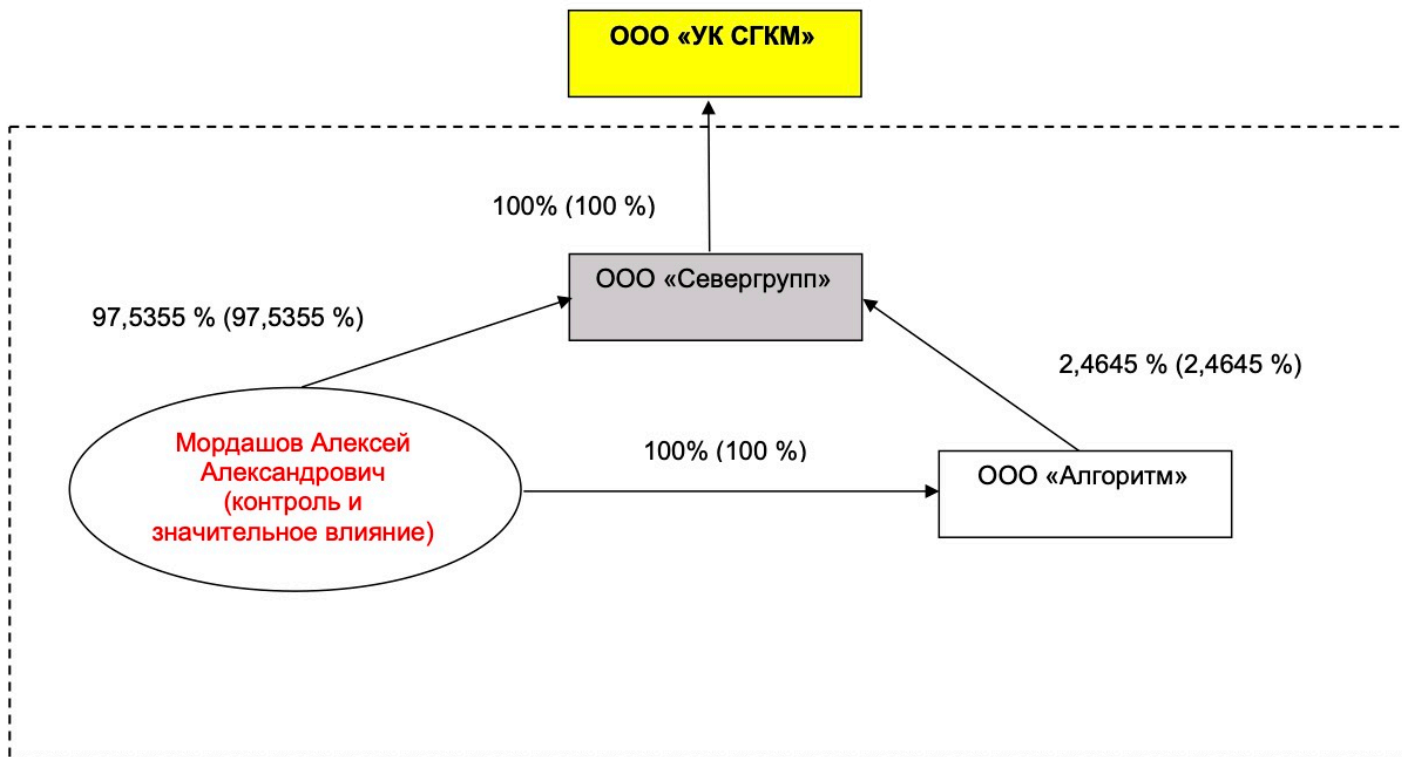 ООО «УК СГКМ»
100% (100 %)
ООО «Севергрупп»
97,5355 % (97,5355 %)
2,4645 % (2,4645 %)
Мордашов Алексей
Александрович
(контроль и
значительное влияние)
100% (100 %)
ООО «Алгоритм»